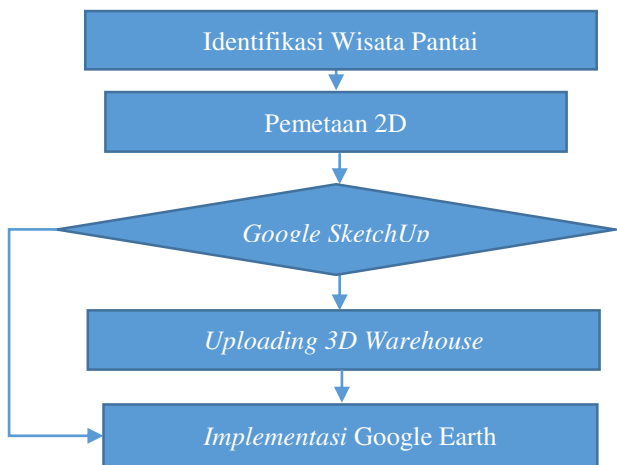 Identifikasi Wisata Pantai
Pemetaan 2D
Google SketchUp
Uploading 3D Warehouse
Implementasi Google Earth